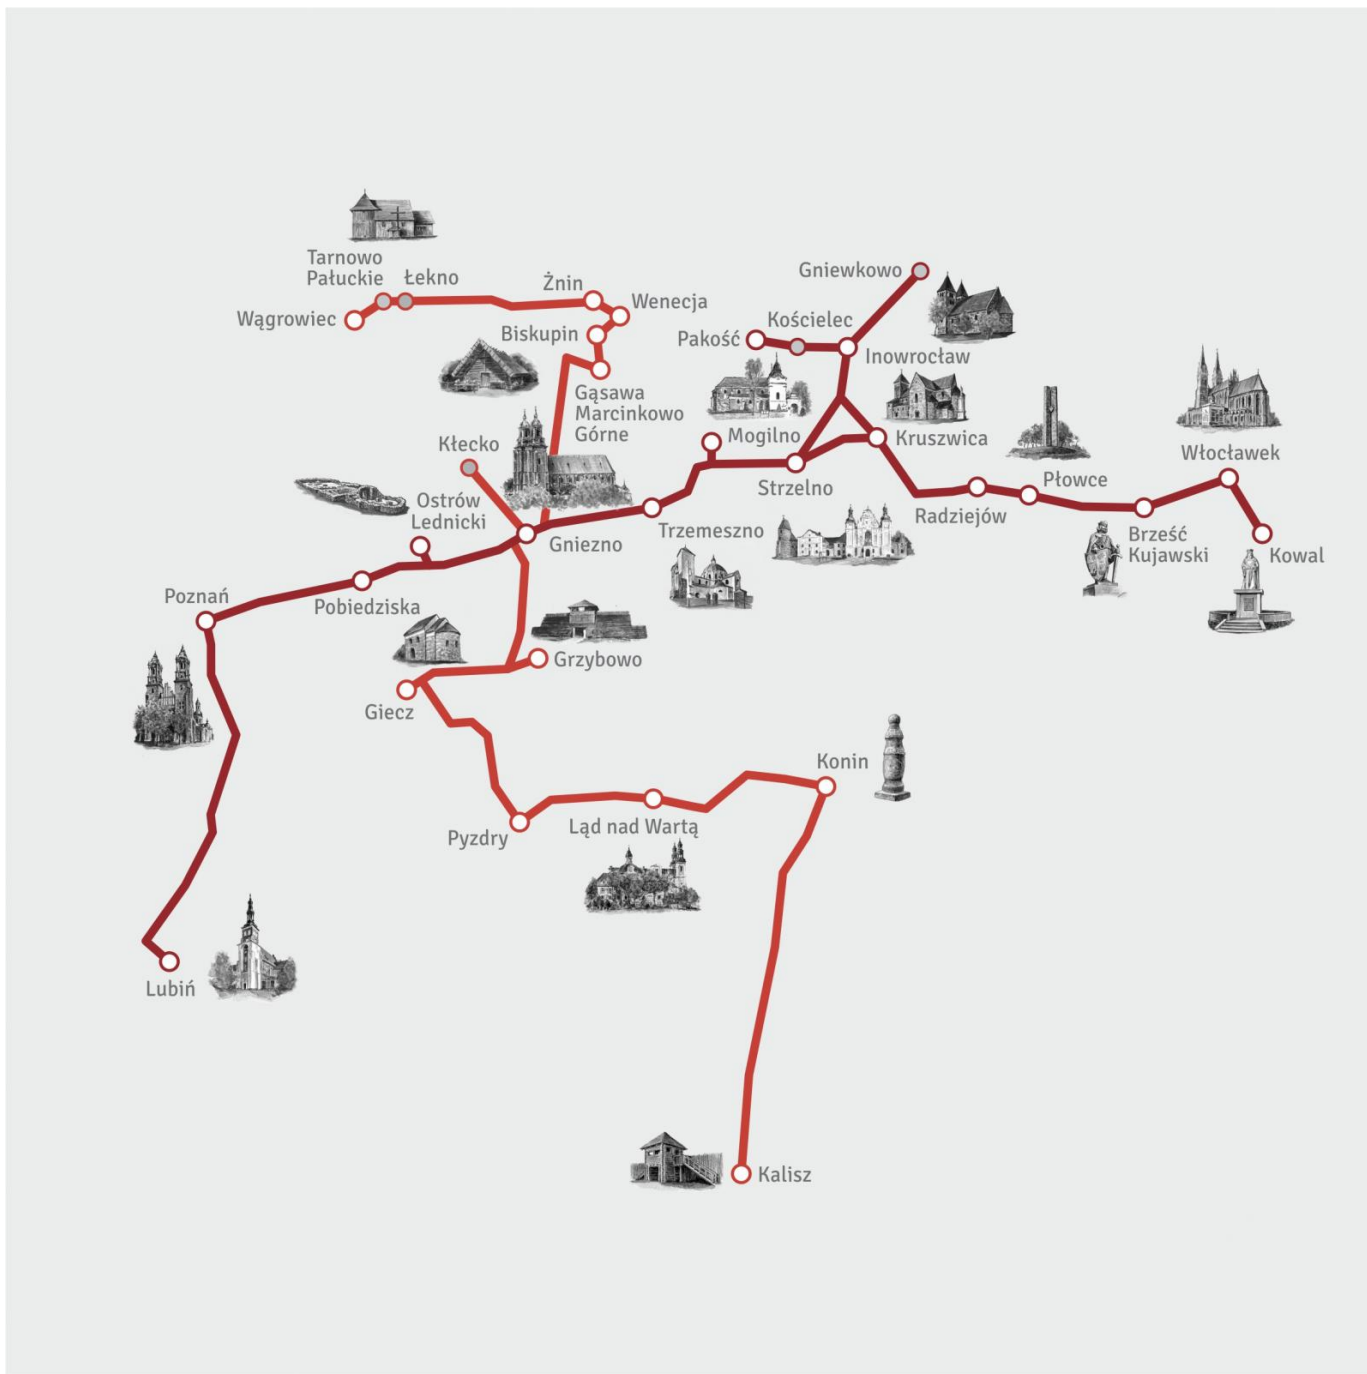 Tarnowo
Pałuckie
Łekno
Wągrowiec
Żnin
Wenecja
Biskupin
Gąsawa
Marcinkowo
Górne
Gniewkowo
Kościelec
Pakość
Inowrocław
Kłecko
Mogilno
Kruszwica
Włocławek
Ostrów
Lednicki
Strzelno
Płowce
Radziejów
Gniezno
Trzemeszno
Brześć
Kujawski
Kowal
Poznań
Pobiedziska
Grzybowo
Giecz
Konin
Pyzdry
Ląd nad Wartą
Lubiń
Kalisz